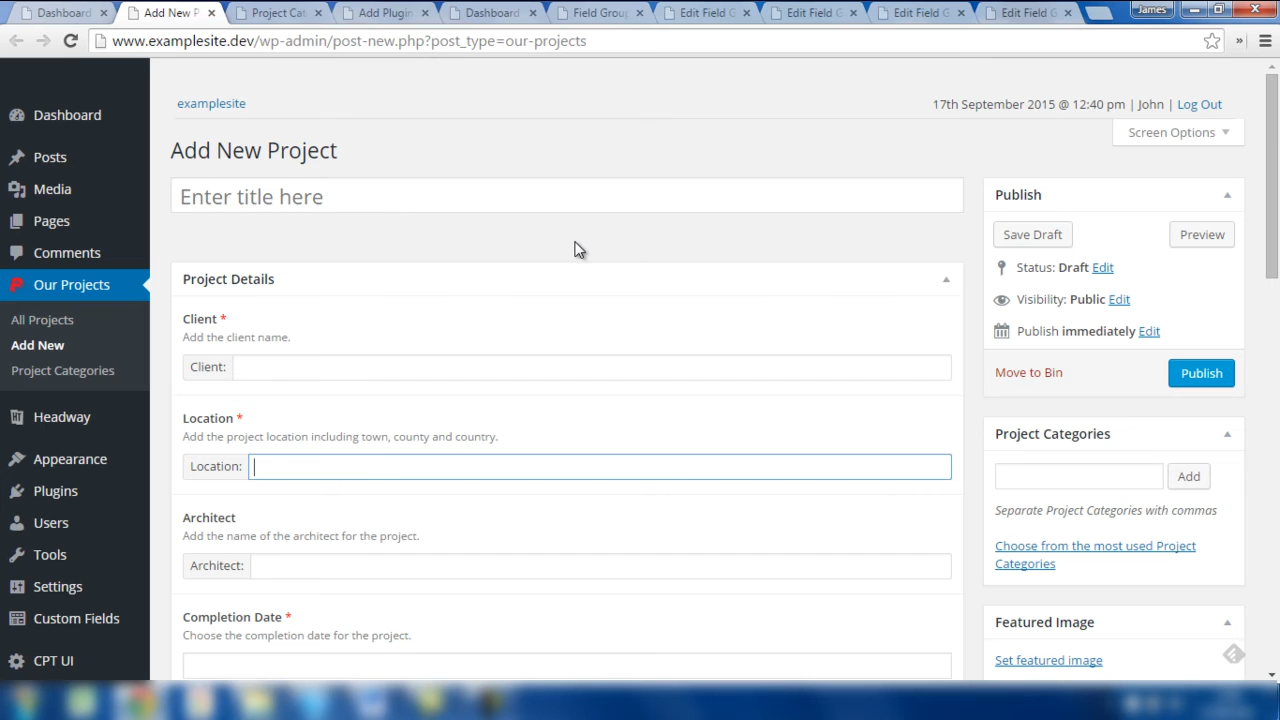 Dashboard
Add New P
Project Cat
Add Plugin
Dashboard
Field Group
Edit Field G
Edit Field G
Edit Field G
Edit Field G
James
www.examplesite.dev/wp-admin/post-new.php?post_type=our-projects
examplesite
17th September 2015 @ 12:40 pm | John | Log Out
Screen Options
Dashboard
Posts
Media
Pages
Comments
Our Projects
All Projects
Add New
Project Categories
Headway
Appearance
Plugins
Users
Tools
Settings
Custom Fields
CPT UI
Add New Project
Enter title here
Project Details
Client *
Add the client name.
Client:
Location *
Add the project location including town, county and country.
Location:
Architect
Add the name of the architect for the project.
Architect:
Completion Date *
Choose the completion date for the project.
Publish
Save Draft
Preview
Status: Draft Edit
Visibility: Public Edit
Publish immediately Edit
Move to Bin
Publish
Project Categories
Add
Separate Project Categories with commas
Choose from the most used Project
Categories
Featured Image
Set featured image